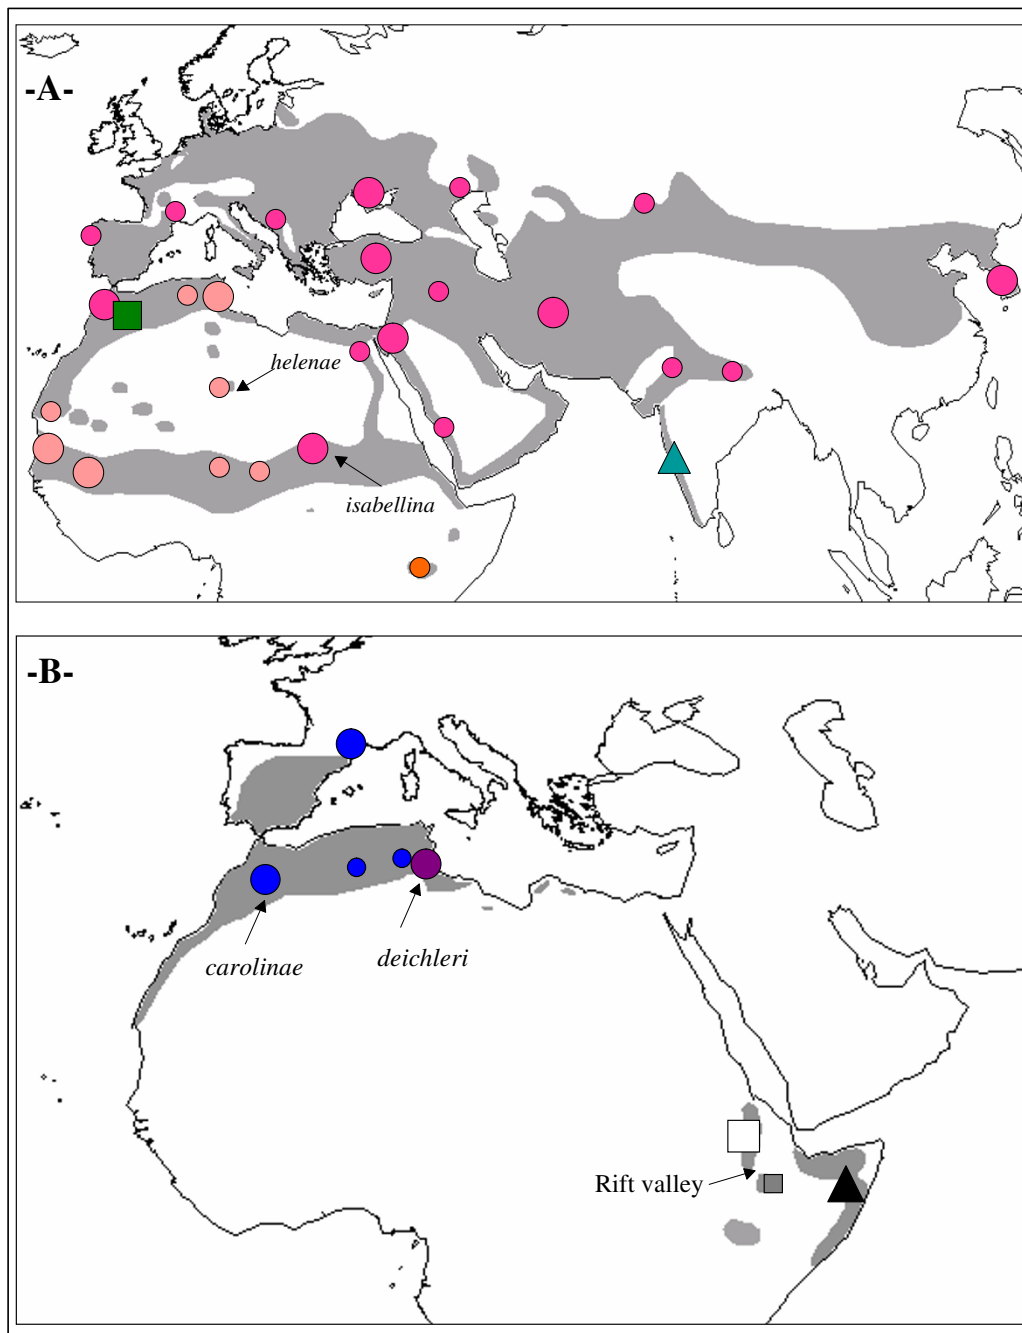 -A-
helenae
isabellina
-B-
carolinae
deichleri
Rift valley